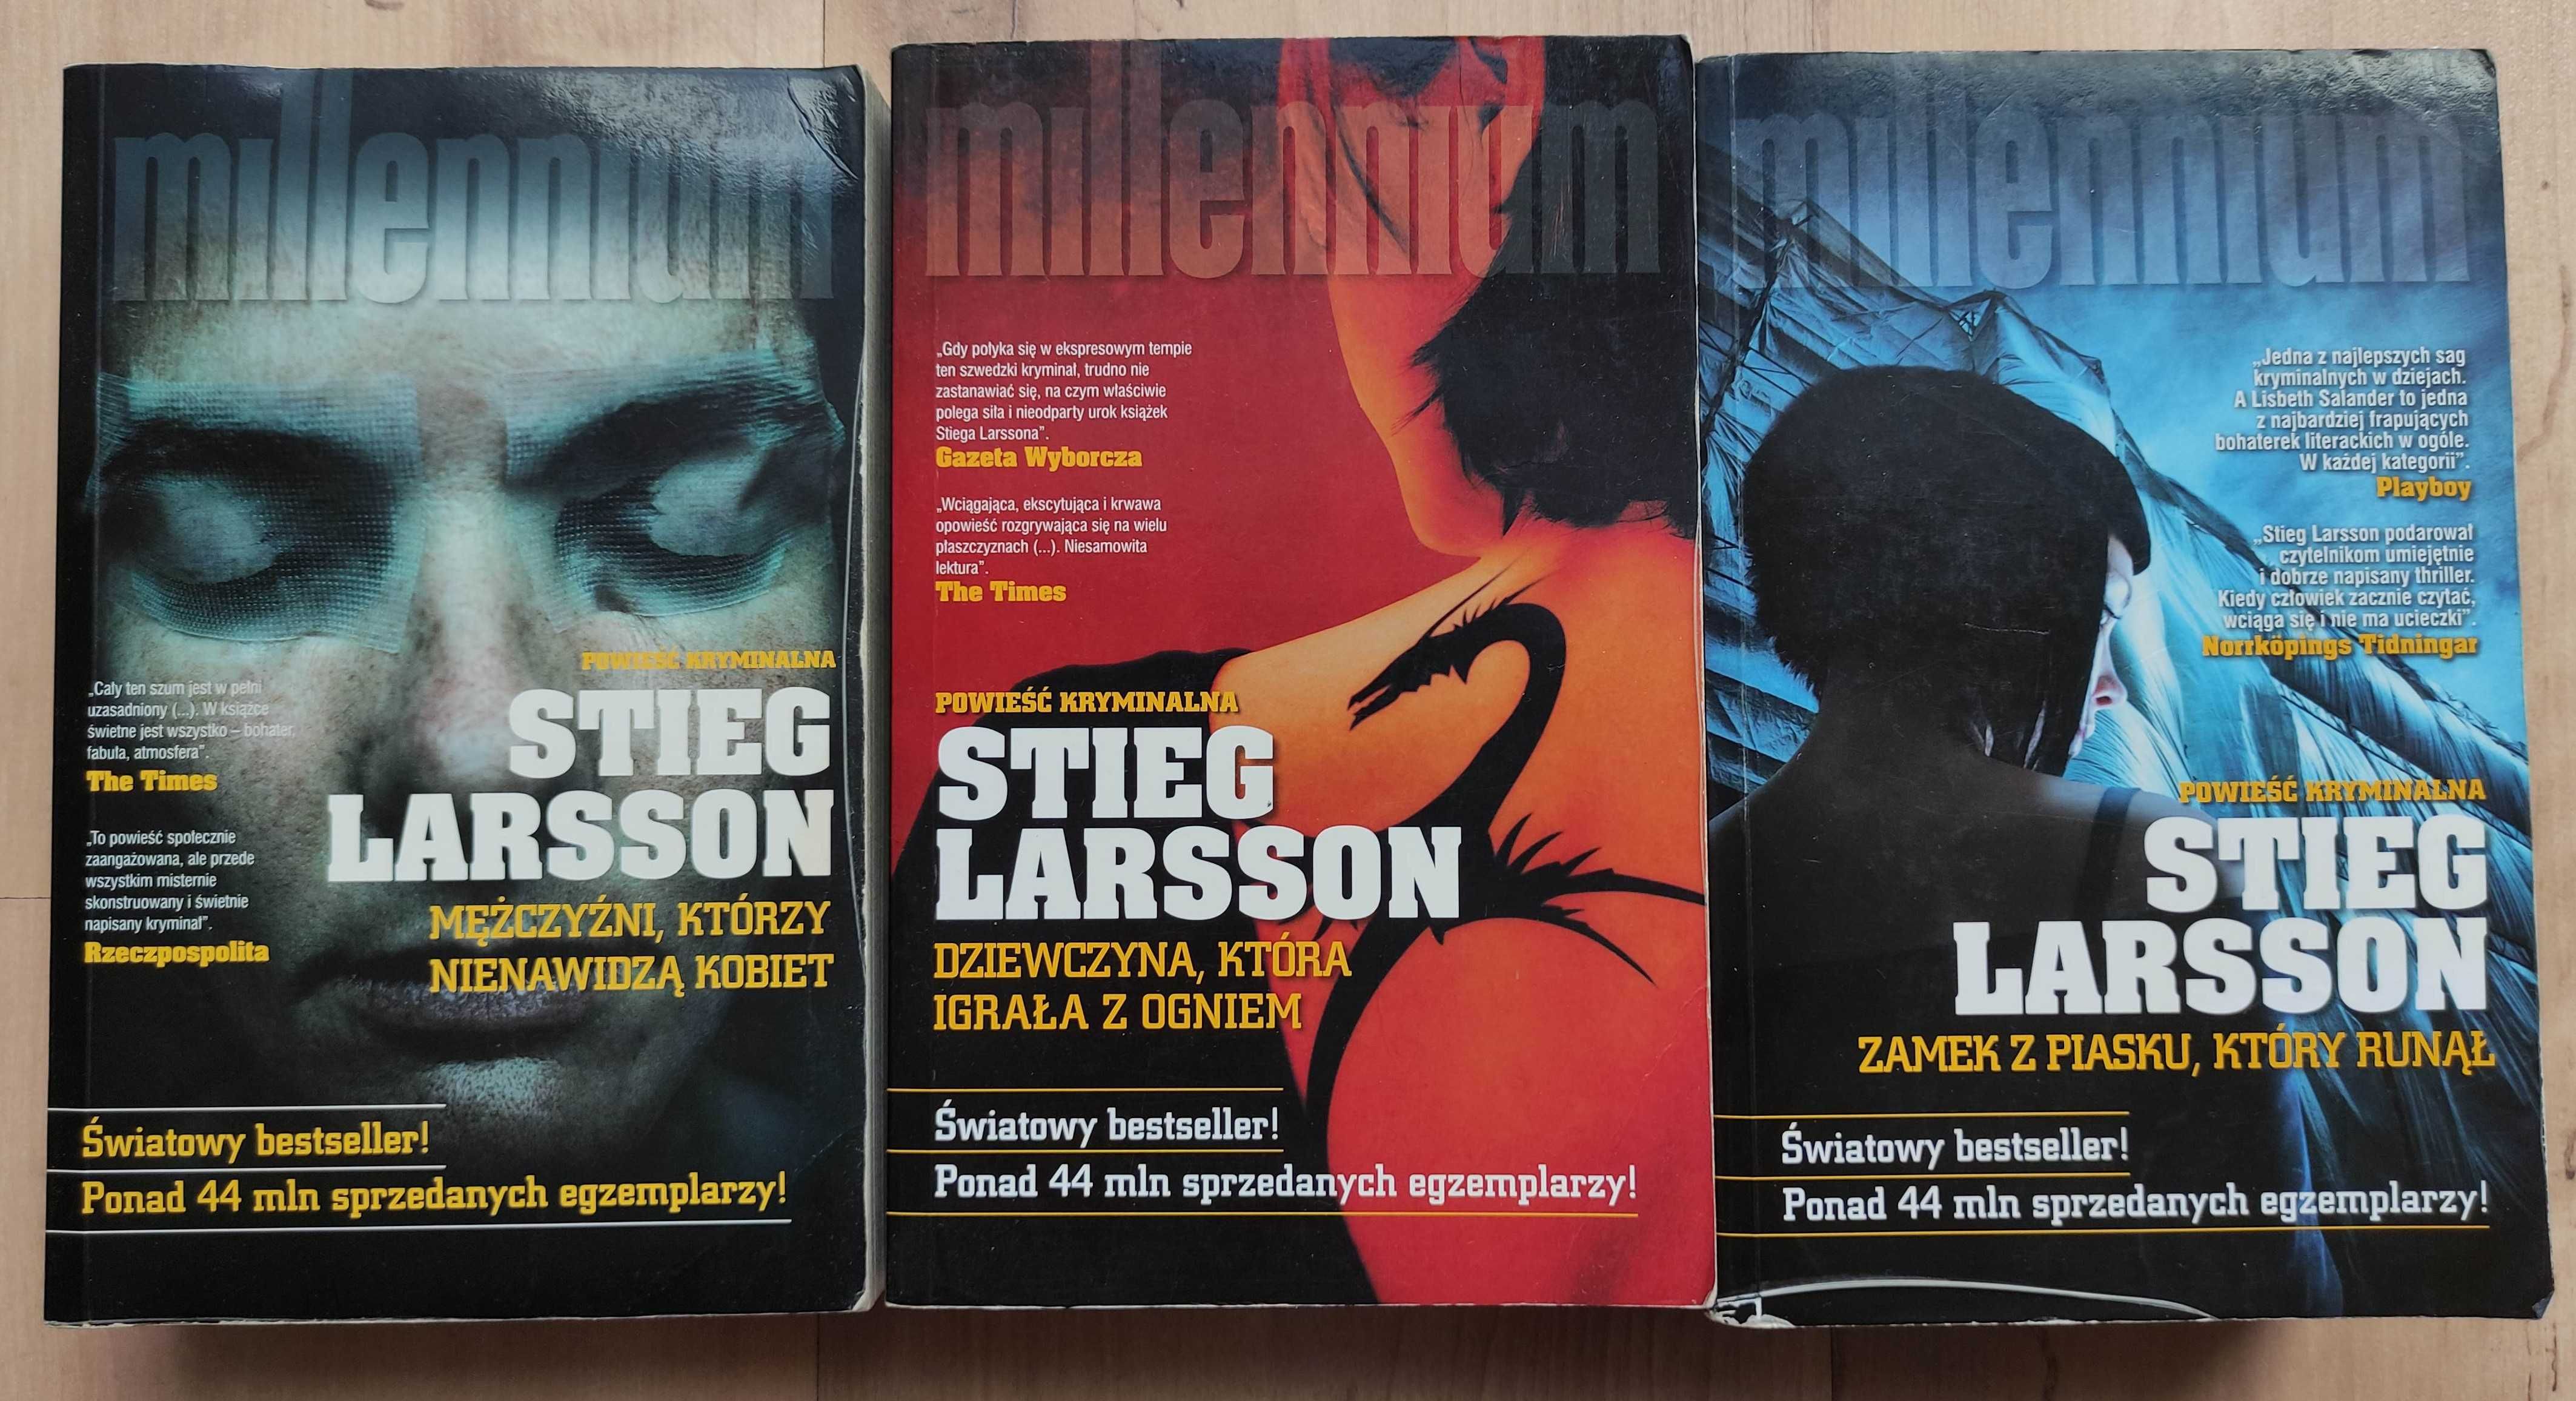 millennium
POWIEŚĆ KRYMINALNA
„Cały ten szum jest w pełni
uzasadniony (...). W książce
świetne jest wszystko – bohater,
fabuła, atmosfera”.
The Times
„To powieść społecznie
zaangażowana, ale przede
wszystkim misternie
skonstruowany i świetnie
napisany kryminał”.
Rzeczpospolita
STIEG
LARSSON
MĘŻCZYŹNI, KTÓRZY
NIENAWIDZĄ KOBIET
Światowy bestseller!
Ponad 44 mln sprzedanych egzemplarzy!
millennium
„Gdy połyka się w ekspresowym tempie
ten szwedzki kryminał, trudno nie
zastanawiać się, na czym właściwie
polega siła i nieodparty urok książek
Stiega Larssona”.
Gazeta Wyborcza
„Wciągająca, ekscytująca i krwawa
opowieść rozgrywająca się na wielu
płaszczyznach (...). Niesamowita
lektura”.
The Times
POWIEŚĆ KRYMINALNA
STIEG
LARSSON
DZIEWCZYNA, KTÓRA
IGRAŁA Z OGNIEM
Światowy bestseller!
Ponad 44 mln sprzedanych egzemplarzy!
millennium
„Jedna z najlepszych sag
kryminalnych w dziejach.
A Lisbeth Salander to jedna
z najbardziej frapujących
bohaterek literackich w ogóle.
W każdej kategorii”.
Playboy
„Stieg Larsson podarował
czytelnikom umiejętnie
i dobrze napisany thriller.
Kiedy człowiek zacznie czytać,
wciąga się i nie ma ucieczki”.
Norrköpings Tidningar
POWIEŚĆ KRYMINALNA
STIEG
LARSSON
ZAMEK Z PIASKU, KTÓRY RUNĄŁ
Światowy bestseller!
Ponad 44 mln sprzedanych egzemplarzy!